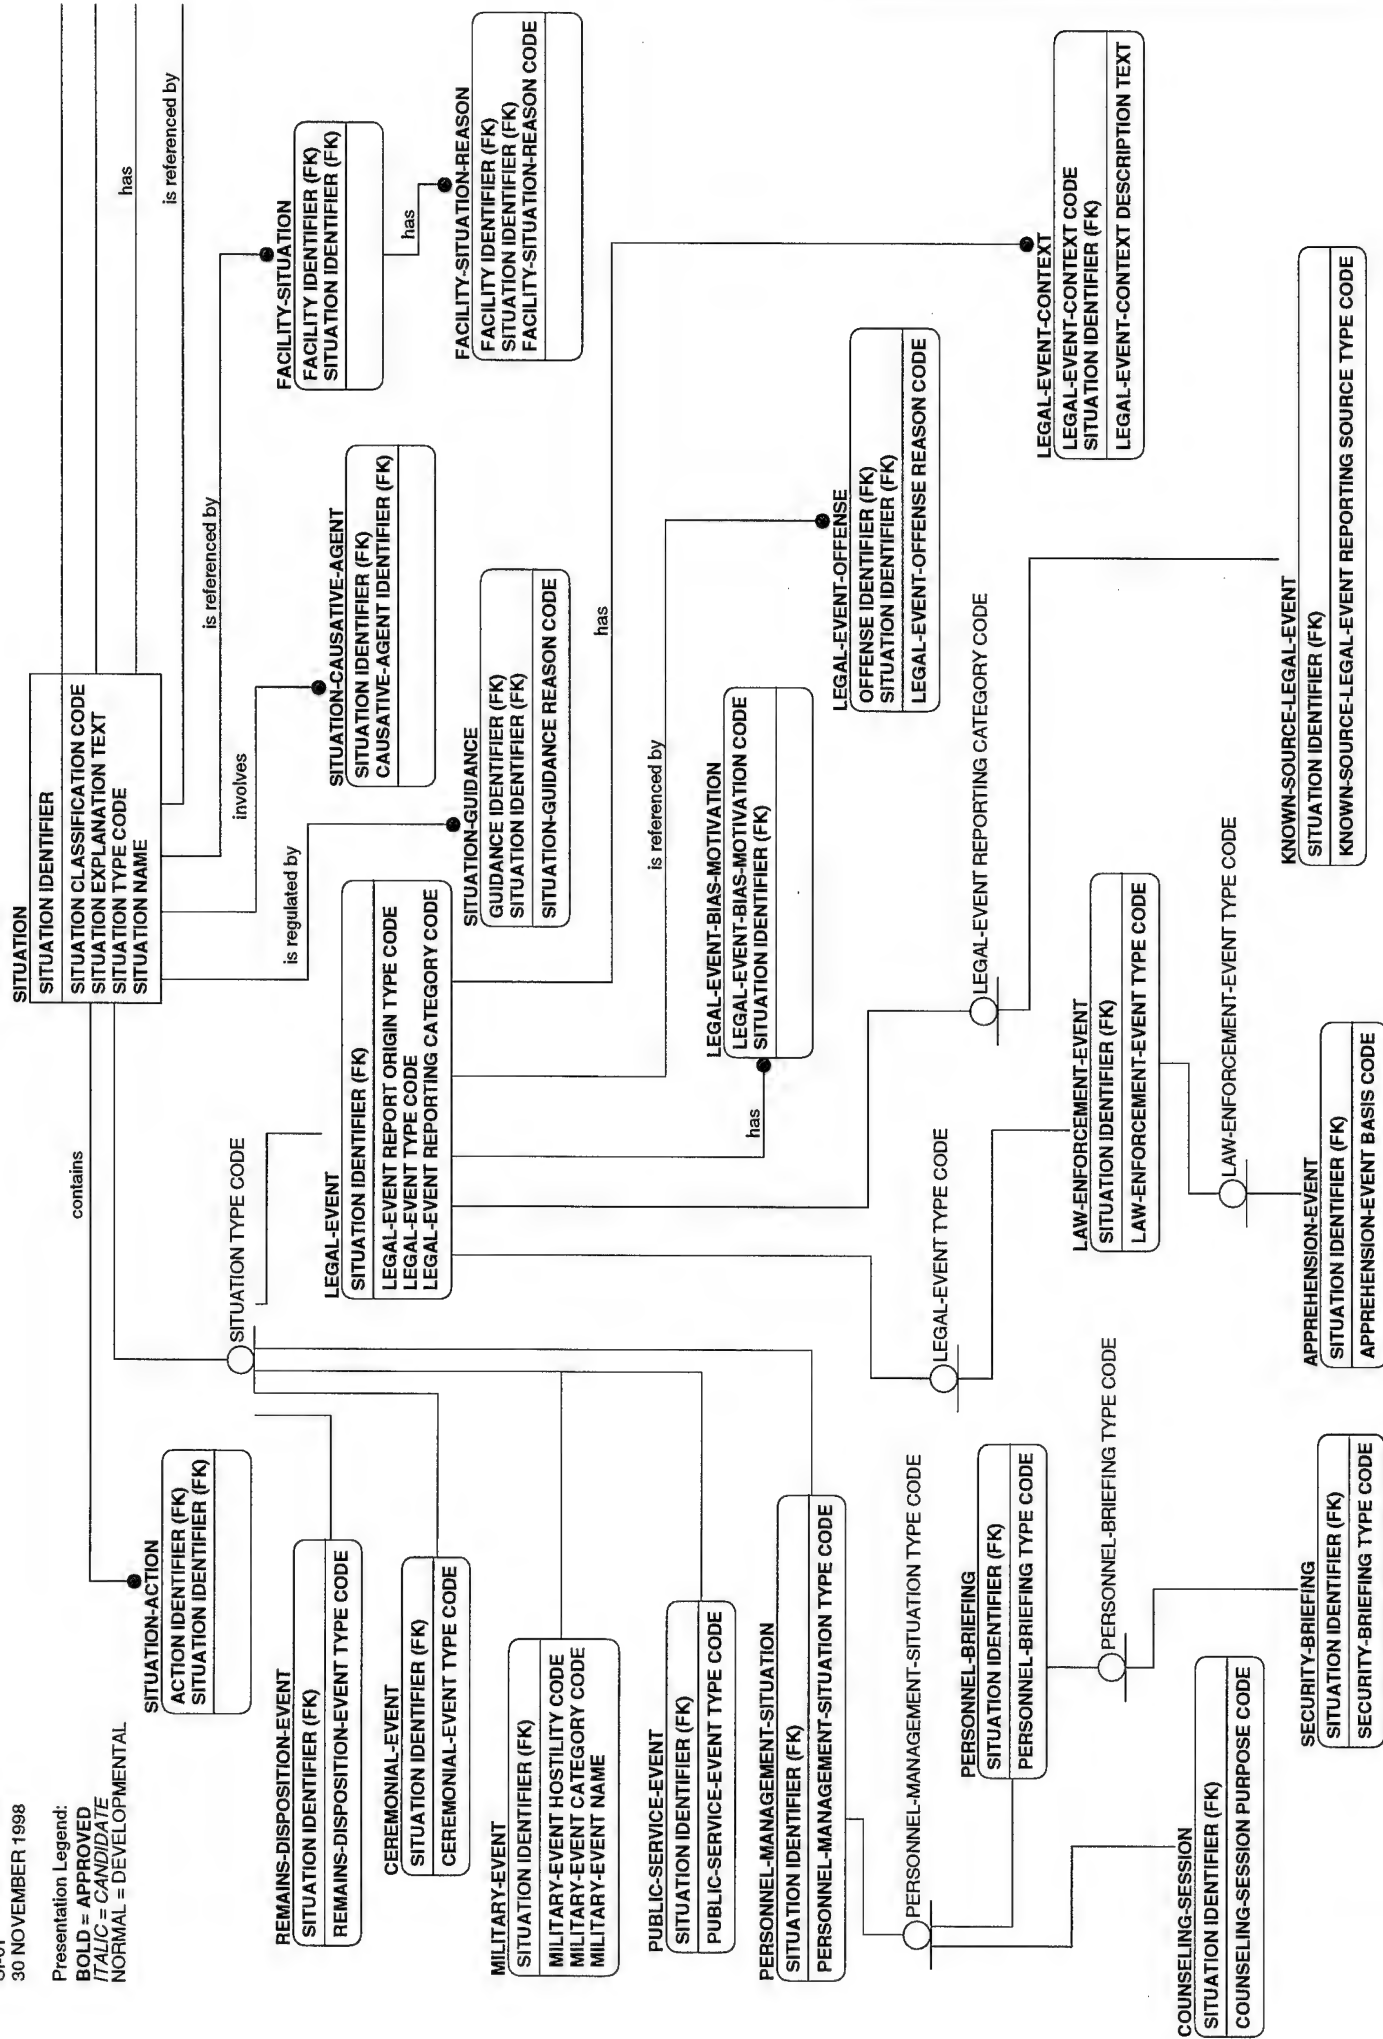 30 NOVEMBER 1998
Presentation Legend:
BOLD = APPROVED
ITALIC = CANDIDATE
NORMAL = DEVELOPMENTAL
SITUATION
SITUATION IDENTIFIER
SITUATION CLASSIFICATION CODE
SITUATION EXPLANATION TEXT
SITUATION TYPE CODE
SITUATION NAME
contains
is regulated by
involves
is referenced by
has
is referenced by
SITUATION-ACTION
ACTION IDENTIFIER (FK)
SITUATION IDENTIFIER (FK)
SITUATION TYPE CODE
SITUATION-CAUSATIVE-AGENT
SITUATION IDENTIFIER (FK)
CAUSATIVE-AGENT IDENTIFIER (FK)
FACILITY-SITUATION
FACILITY IDENTIFIER (FK)
SITUATION IDENTIFIER (FK)
has
FACILITY-SITUATION-REASON
FACILITY IDENTIFIER (FK)
SITUATION IDENTIFIER (FK)
FACILITY-SITUATION-REASON CODE
SITUATION-GUIDANCE
GUIDANCE IDENTIFIER (FK)
SITUATION IDENTIFIER (FK)
SITUATION-GUIDANCE REASON CODE
REMAINS-DISPOSITION-EVENT
SITUATION IDENTIFIER (FK)
REMAINS-DISPOSITION-EVENT TYPE CODE
LEGAL-EVENT
SITUATION IDENTIFIER (FK)
LEGAL-EVENT REPORT ORIGIN TYPE CODE
LEGAL-EVENT TYPE CODE
LEGAL-EVENT REPORTING CATEGORY CODE
CEREMONIAL-EVENT
SITUATION IDENTIFIER (FK)
CEREMONIAL-EVENT TYPE CODE
MILITARY-EVENT
SITUATION IDENTIFIER (FK)
MILITARY-EVENT HOSTILITY CODE
MILITARY-EVENT CATEGORY CODE
MILITARY-EVENT NAME
has
is referenced by
has
PUBLIC-SERVICE-EVENT
SITUATION IDENTIFIER (FK)
PUBLIC-SERVICE-EVENT TYPE CODE
LEGAL-EVENT-BIAS-MOTIVATION
LEGAL-EVENT-BIAS-MOTIVATION CODE
SITUATION IDENTIFIER (FK)
PERSONNEL-MANAGEMENT-SITUATION
SITUATION IDENTIFIER (FK)
PERSONNEL-MANAGEMENT-SITUATION TYPE CODE
LEGAL-EVENT-OFFENSE
OFFENSE IDENTIFIER (FK)
SITUATION IDENTIFIER (FK)
LEGAL-EVENT-OFFENSE REASON CODE
PERSONNEL-MANAGEMENT-SITUATION TYPE CODE
LEGAL-EVENT TYPE CODE
LEGAL-EVENT REPORTING CATEGORY CODE
PERSONNEL-BRIEFING
SITUATION IDENTIFIER (FK)
PERSONNEL-BRIEFING TYPE CODE
LEGAL-EVENT-CONTEXT
LEGAL-EVENT-CONTEXT CODE
SITUATION IDENTIFIER (FK)
LEGAL-EVENT-CONTEXT DESCRIPTION TEXT
LAW-ENFORCEMENT-EVENT
SITUATION IDENTIFIER (FK)
LAW-ENFORCEMENT-EVENT TYPE CODE
PERSONNEL-BRIEFING TYPE CODE
LAW-ENFORCEMENT-EVENT TYPE CODE
COUNSELING-SESSION
SITUATION IDENTIFIER (FK)
COUNSELING-SESSION PURPOSE CODE
SECURITY-BRIEFING
SITUATION IDENTIFIER (FK)
SECURITY-BRIEFING TYPE CODE
APPREHENSION-EVENT
SITUATION IDENTIFIER (FK)
APPREHENSION-EVENT BASIS CODE
KNOWN-SOURCE-LEGAL-EVENT
SITUATION IDENTIFIER (FK)
KNOWN-SOURCE-LEGAL-EVENT REPORTING SOURCE TYPE CODE